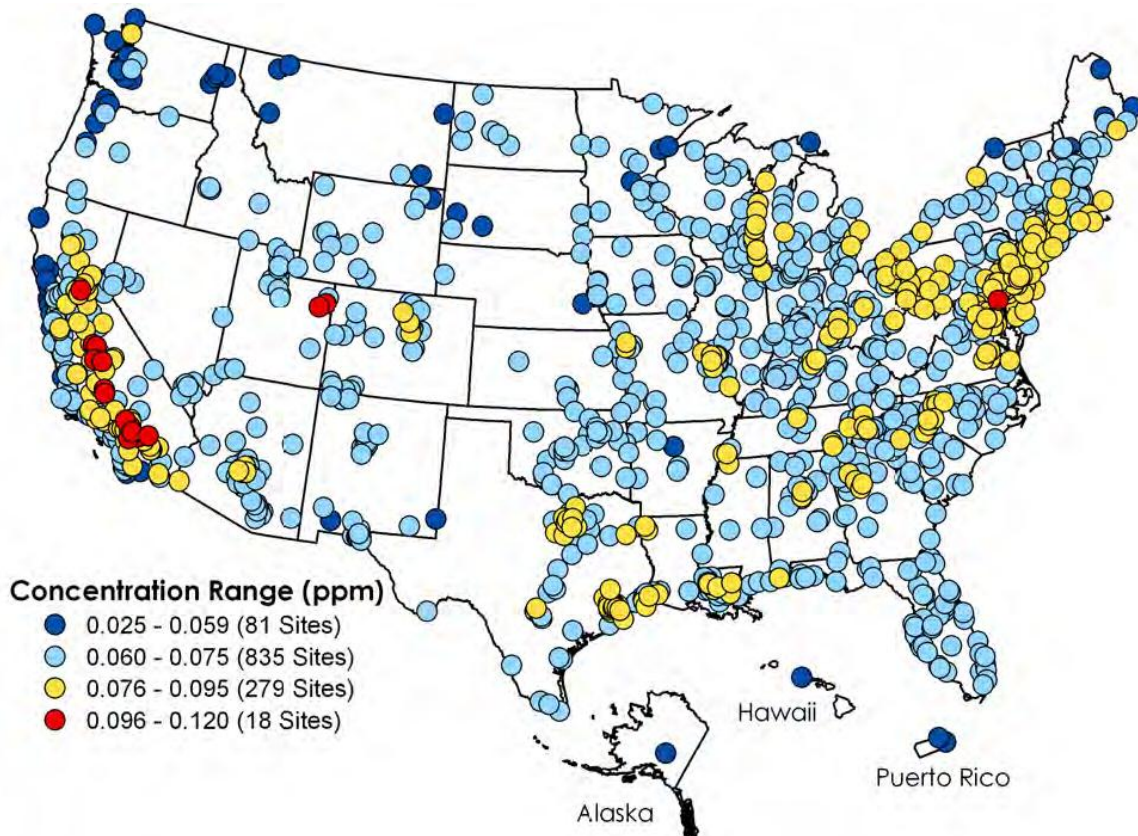 Concentration Range (ppm)
0.025 - 0.059 (81 Sites)
0.060 - 0.075 (835 Sites)
0.076 - 0.095 (279 Sites)
0.096 - 0.120 (18 Sites)
Hawaii
Puerto Rico
Alaska